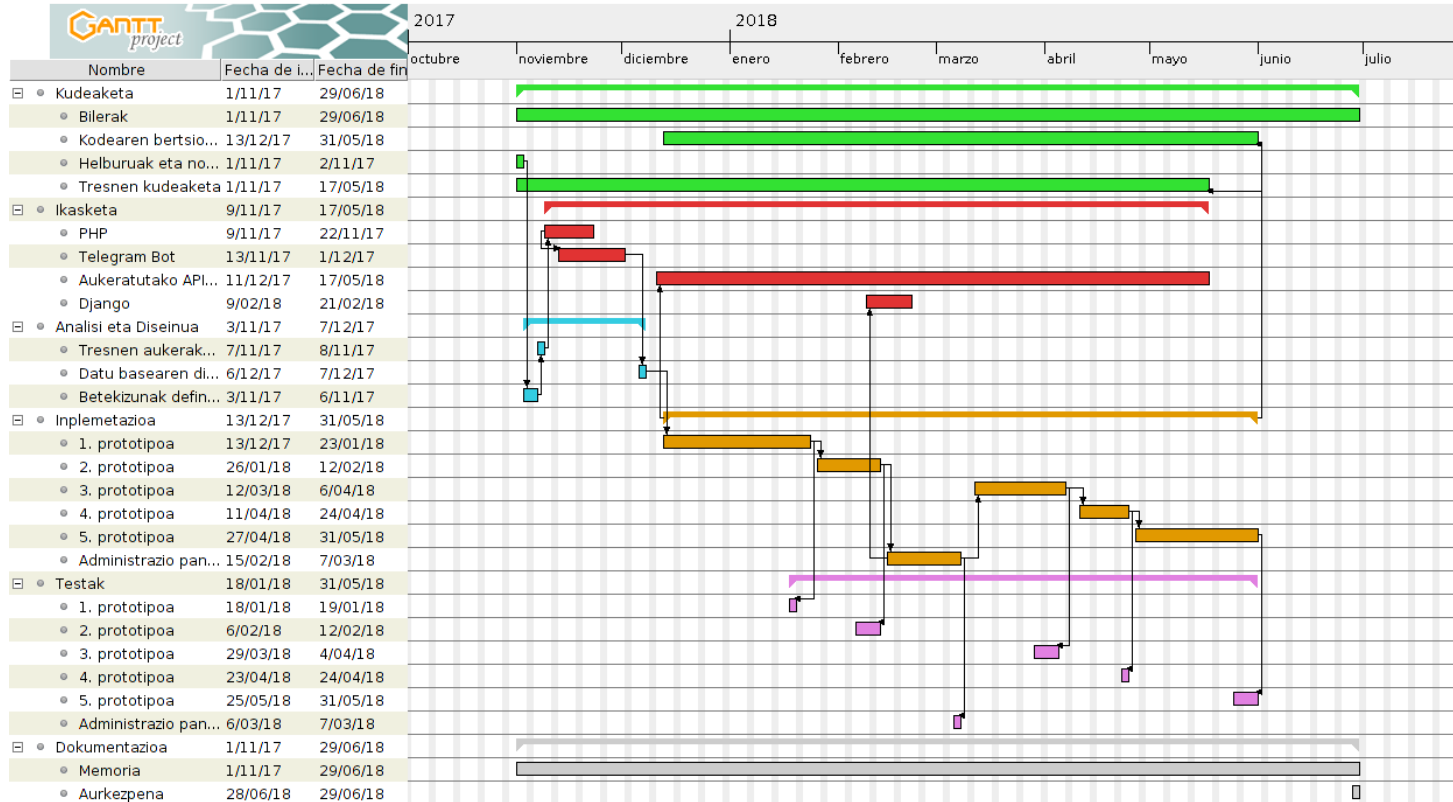 GANTT project
2017 2018
octubre noviembre diciembre enero febrero marzo abril mayo junio julio
Nombre Fecha de i... Fecha de fin
Kudeaketa 1/11/17 29/06/18
Bilerak 1/11/17 29/06/18
Kodearen bertsio... 13/12/17 31/05/18
Helburuak eta no... 1/11/17 2/11/17
Tresnen kudeaketa 1/11/17 17/05/18
Ikasketa 9/11/17 17/05/18
PHP 9/11/17 22/11/17
Telegram Bot 13/11/17 1/12/17
Aukeratutako API... 11/12/17 17/05/18
Django 9/02/18 21/02/18
Analisi eta Diseinua 3/11/17 7/12/17
Tresnen aukerak... 7/11/17 8/11/17
Datu basearen di... 6/12/17 7/12/17
Betekizunak defin... 3/11/17 6/11/17
Inplemetazioa 13/12/17 31/05/18
1. prototipoa 13/12/17 23/01/18
2. prototipoa 26/01/18 12/02/18
3. prototipoa 12/03/18 6/04/18
4. prototipoa 11/04/18 24/04/18
5. prototipoa 27/04/18 31/05/18
Administrazio pan... 15/02/18 7/03/18
Testak 18/01/18 31/05/18
1. prototipoa 18/01/18 19/01/18
2. prototipoa 6/02/18 12/02/18
3. prototipoa 29/03/18 4/04/18
4. prototipoa 23/04/18 24/04/18
5. prototipoa 25/05/18 31/05/18
Administrazio pan... 6/03/18 7/03/18
Dokumentazioa 1/11/17 29/06/18
Memoria 1/11/17 29/06/18
Aurkezpena 28/06/18 29/06/18